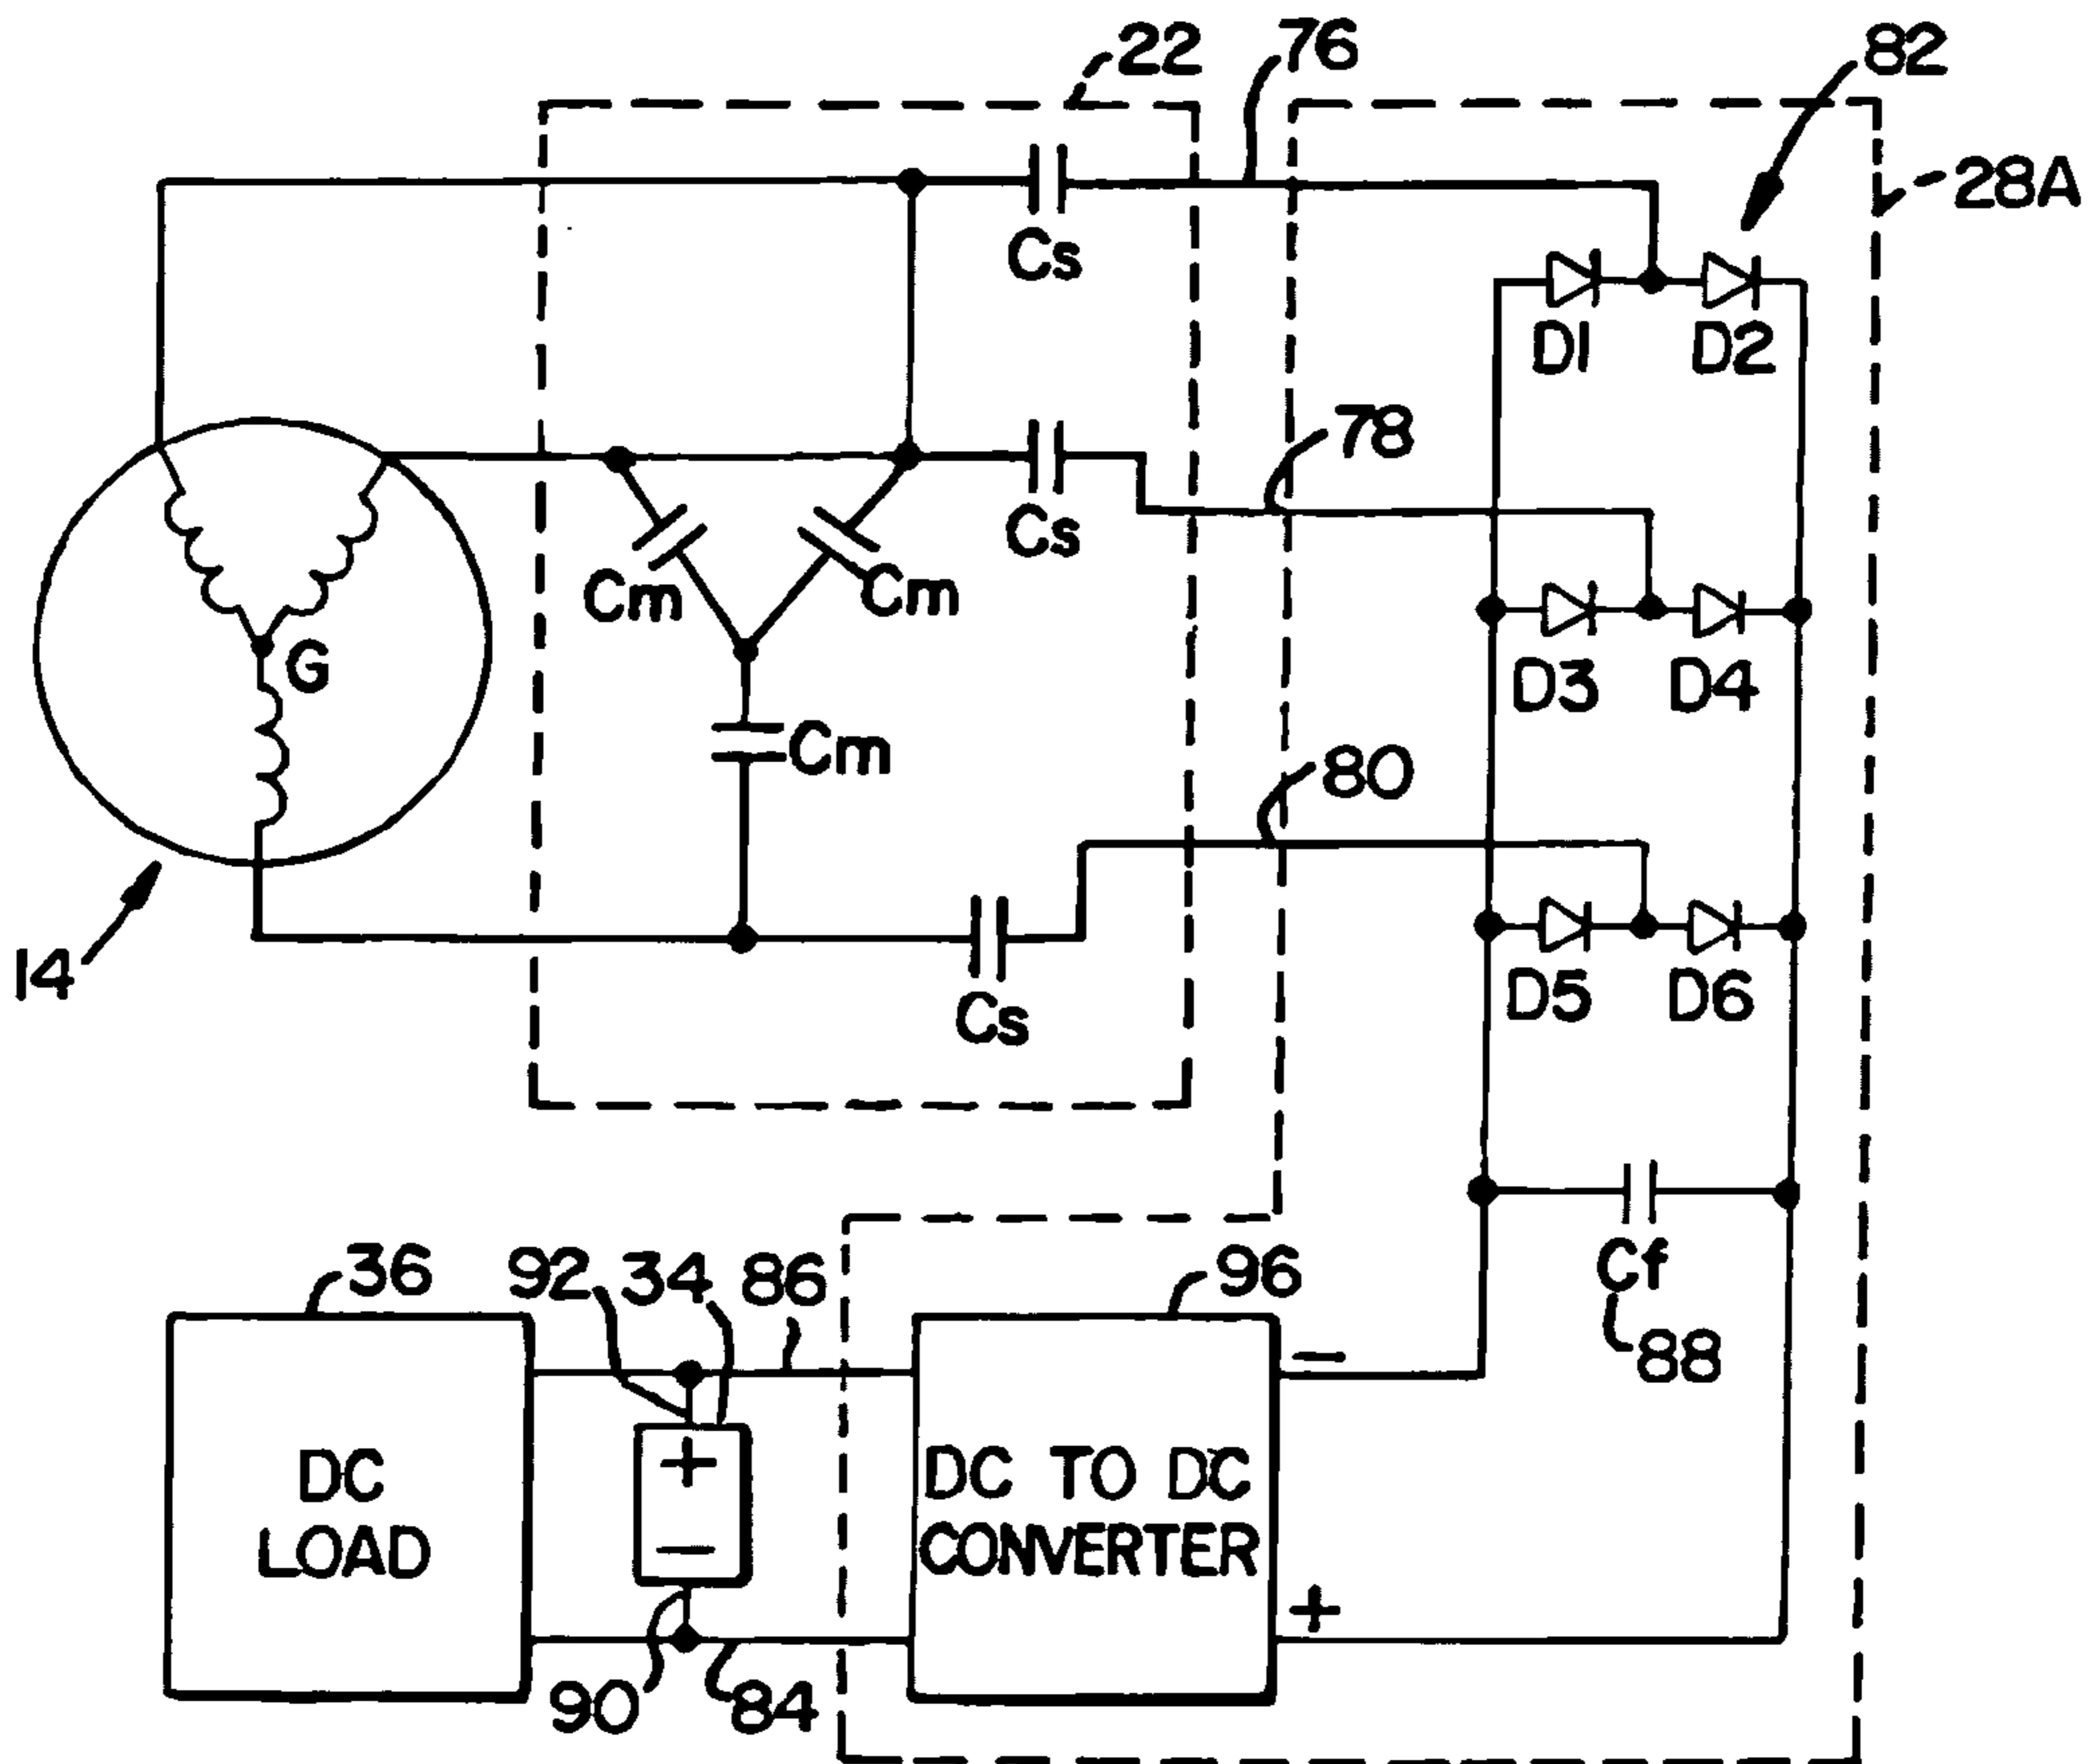 22
76
82
28A
Cs
D1 D2
78
Cs
Cm Cm
G
D3 D4
Cm
80
14
D5 D6
Cs
36
92 34 86
96
Cf
88
−
+
DC LOAD
+
−
DC TO DC
CONVERTER
90
84